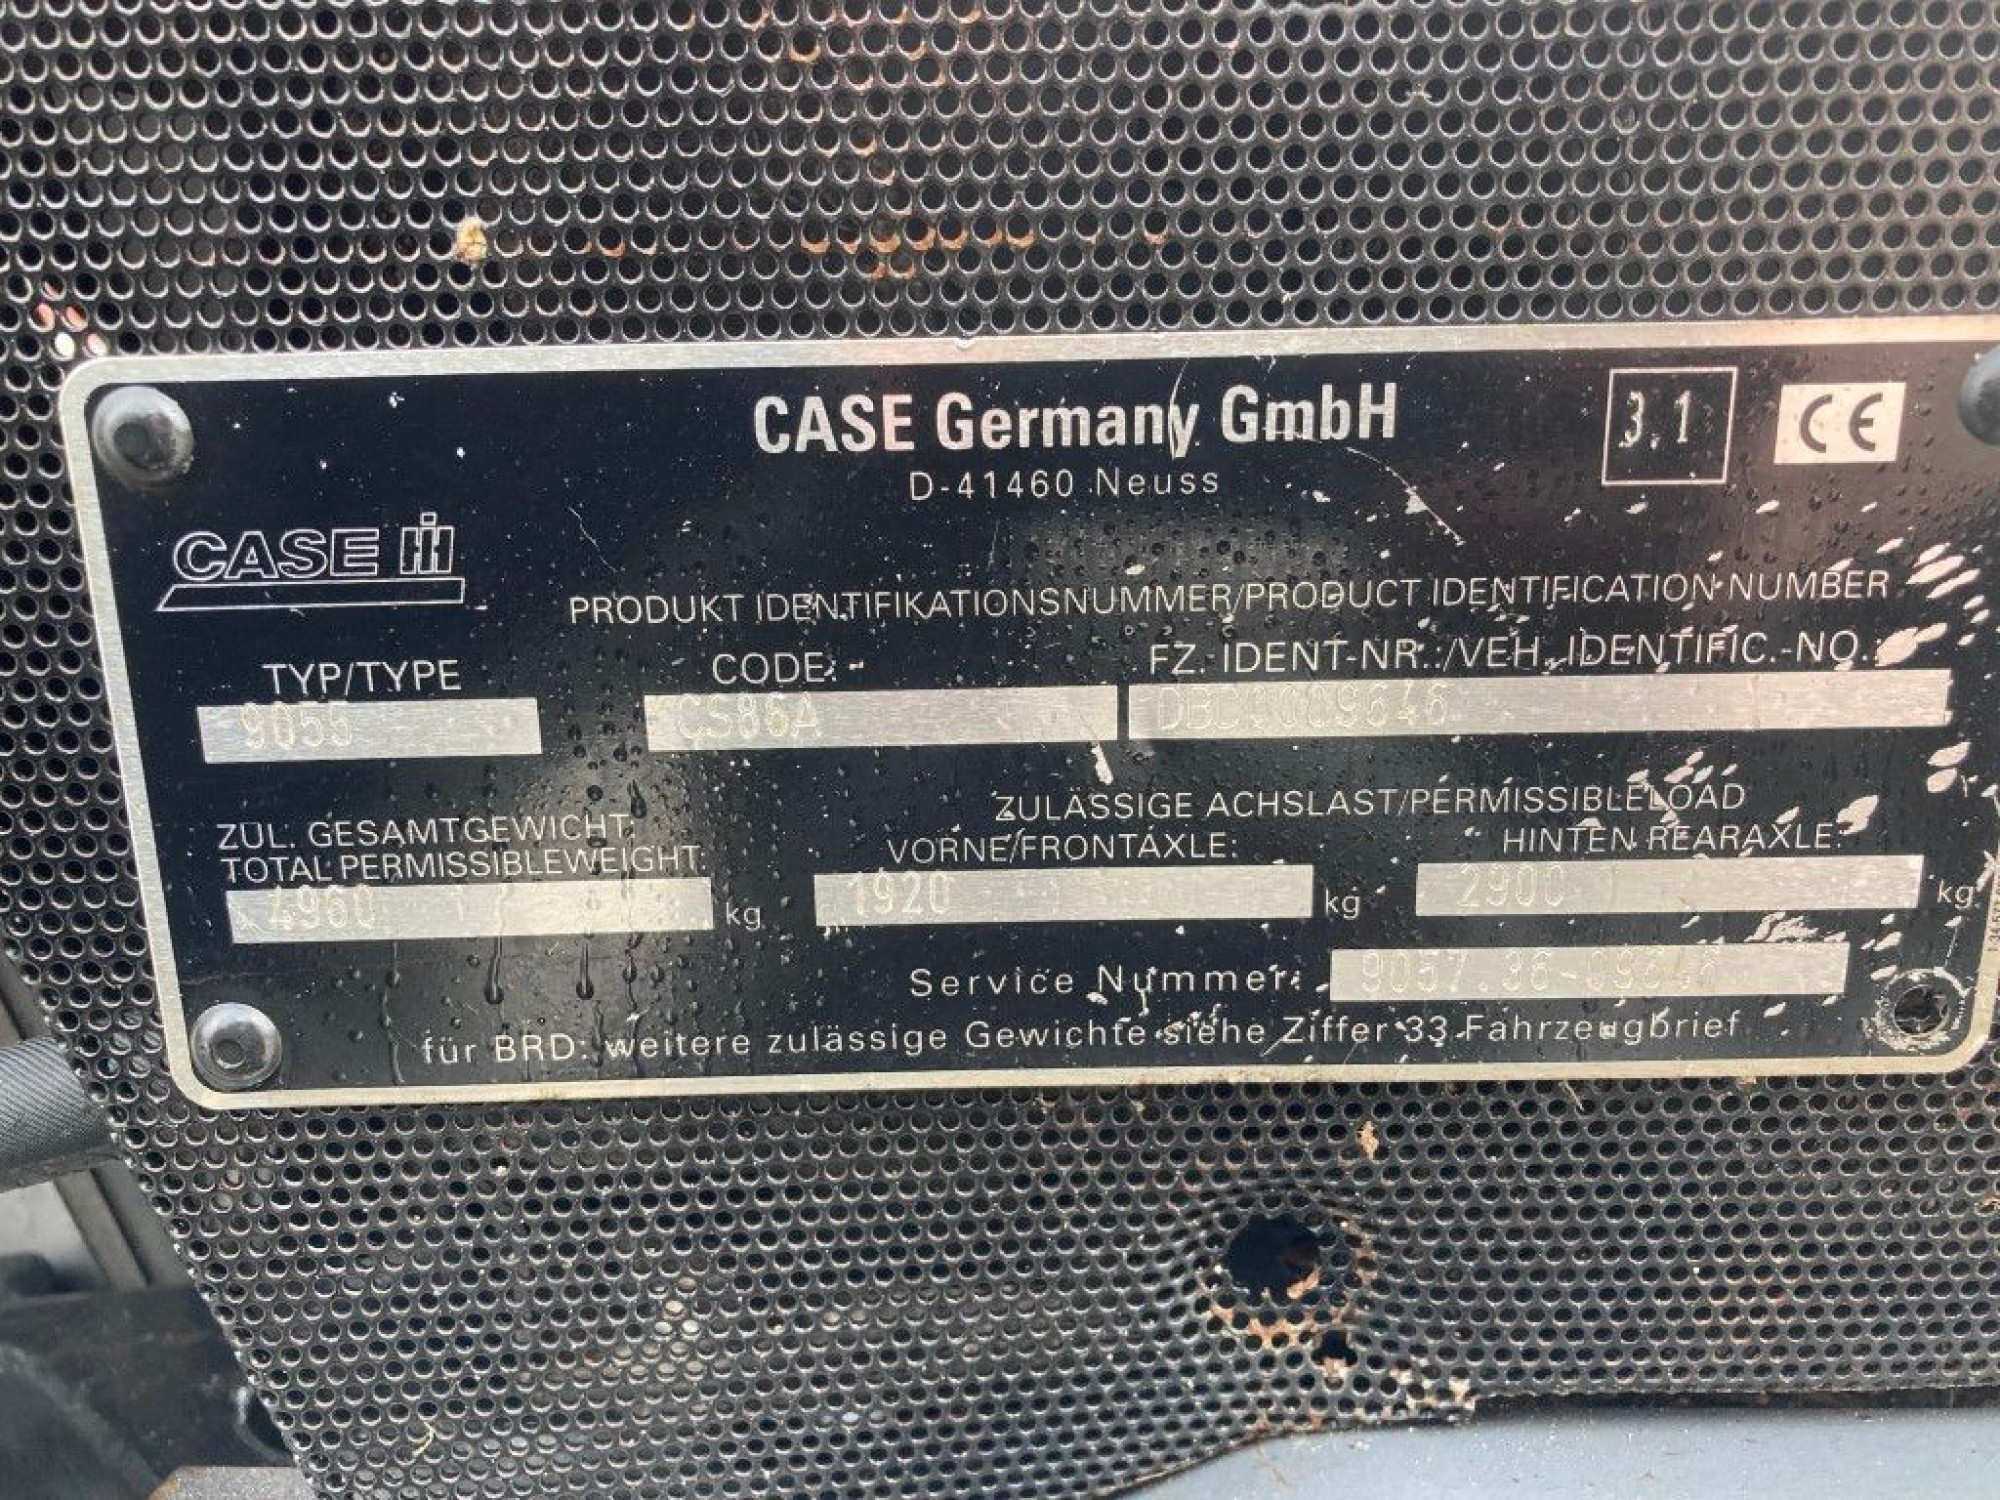 CASE Germany GmbH
3.1
CE
D-41460 Neuss
CASE IH
PRODUKT IDENTIFIKATIONSNUMMER/PRODUCT IDENTIFICATION NUMBER
TYP/TYPE CODE: FZ.-IDENT-NR.:/VEH. IDENTIFIC.-NO.:
9055 CS86A DBD0089646
ZULÄSSIGE ACHSLAST/PERMISSIBLELOAD
ZUL. GESAMTGEWICHT
TOTAL PERMISSIBLEWEIGHT: VORNE/FRONTAXLE: HINTEN REARAXLE:
4960 kg 1920 kg 2900 kg
Service Nummer:
für BRD: weitere zulässige Gewichte siehe Ziffer 33 Fahrzeugbrief